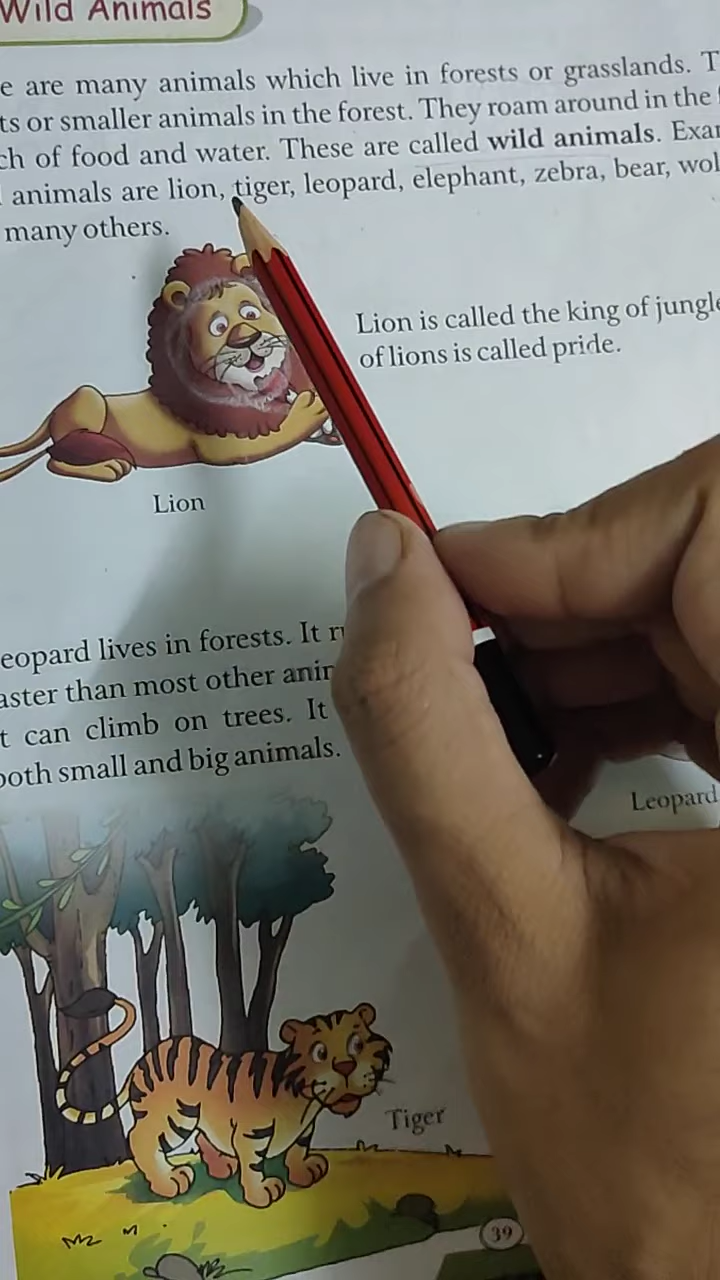 Wild Animals
e are many animals which live in forests or grasslands. T
ts or smaller animals in the forest. They roam around in the
ch of food and water. These are called wild animals. Exam
animals are lion, tiger, leopard, elephant, zebra, bear, wol
many others.
Lion is called the king of jungle
of lions is called pride.
Lion
eopard lives in forests. It ru
aster than most other anim
t can climb on trees. It
both small and big animals.
Leopard
Tiger
39